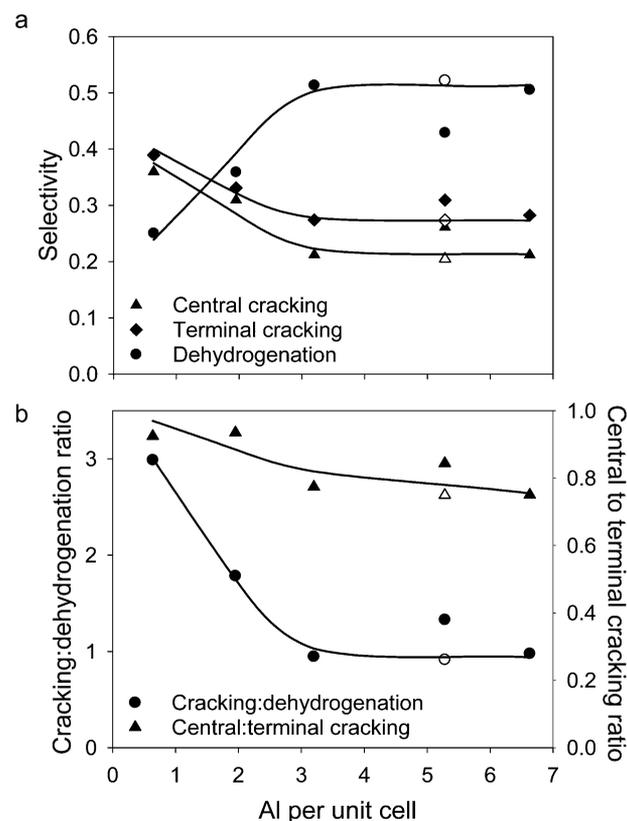 a
0.6
0.5
0.4
0.3
0.2
0.1
0.0
Selectivity
Central cracking
Terminal cracking
Dehydrogenation
b
3
2
1
0
Cracking:dehydrogenation ratio
1.0
0.8
0.6
0.4
0.2
0.0
Central to terminal cracking ratio
Cracking:dehydrogenation
Central:terminal cracking
0 1 2 3 4 5 6 7
Al per unit cell